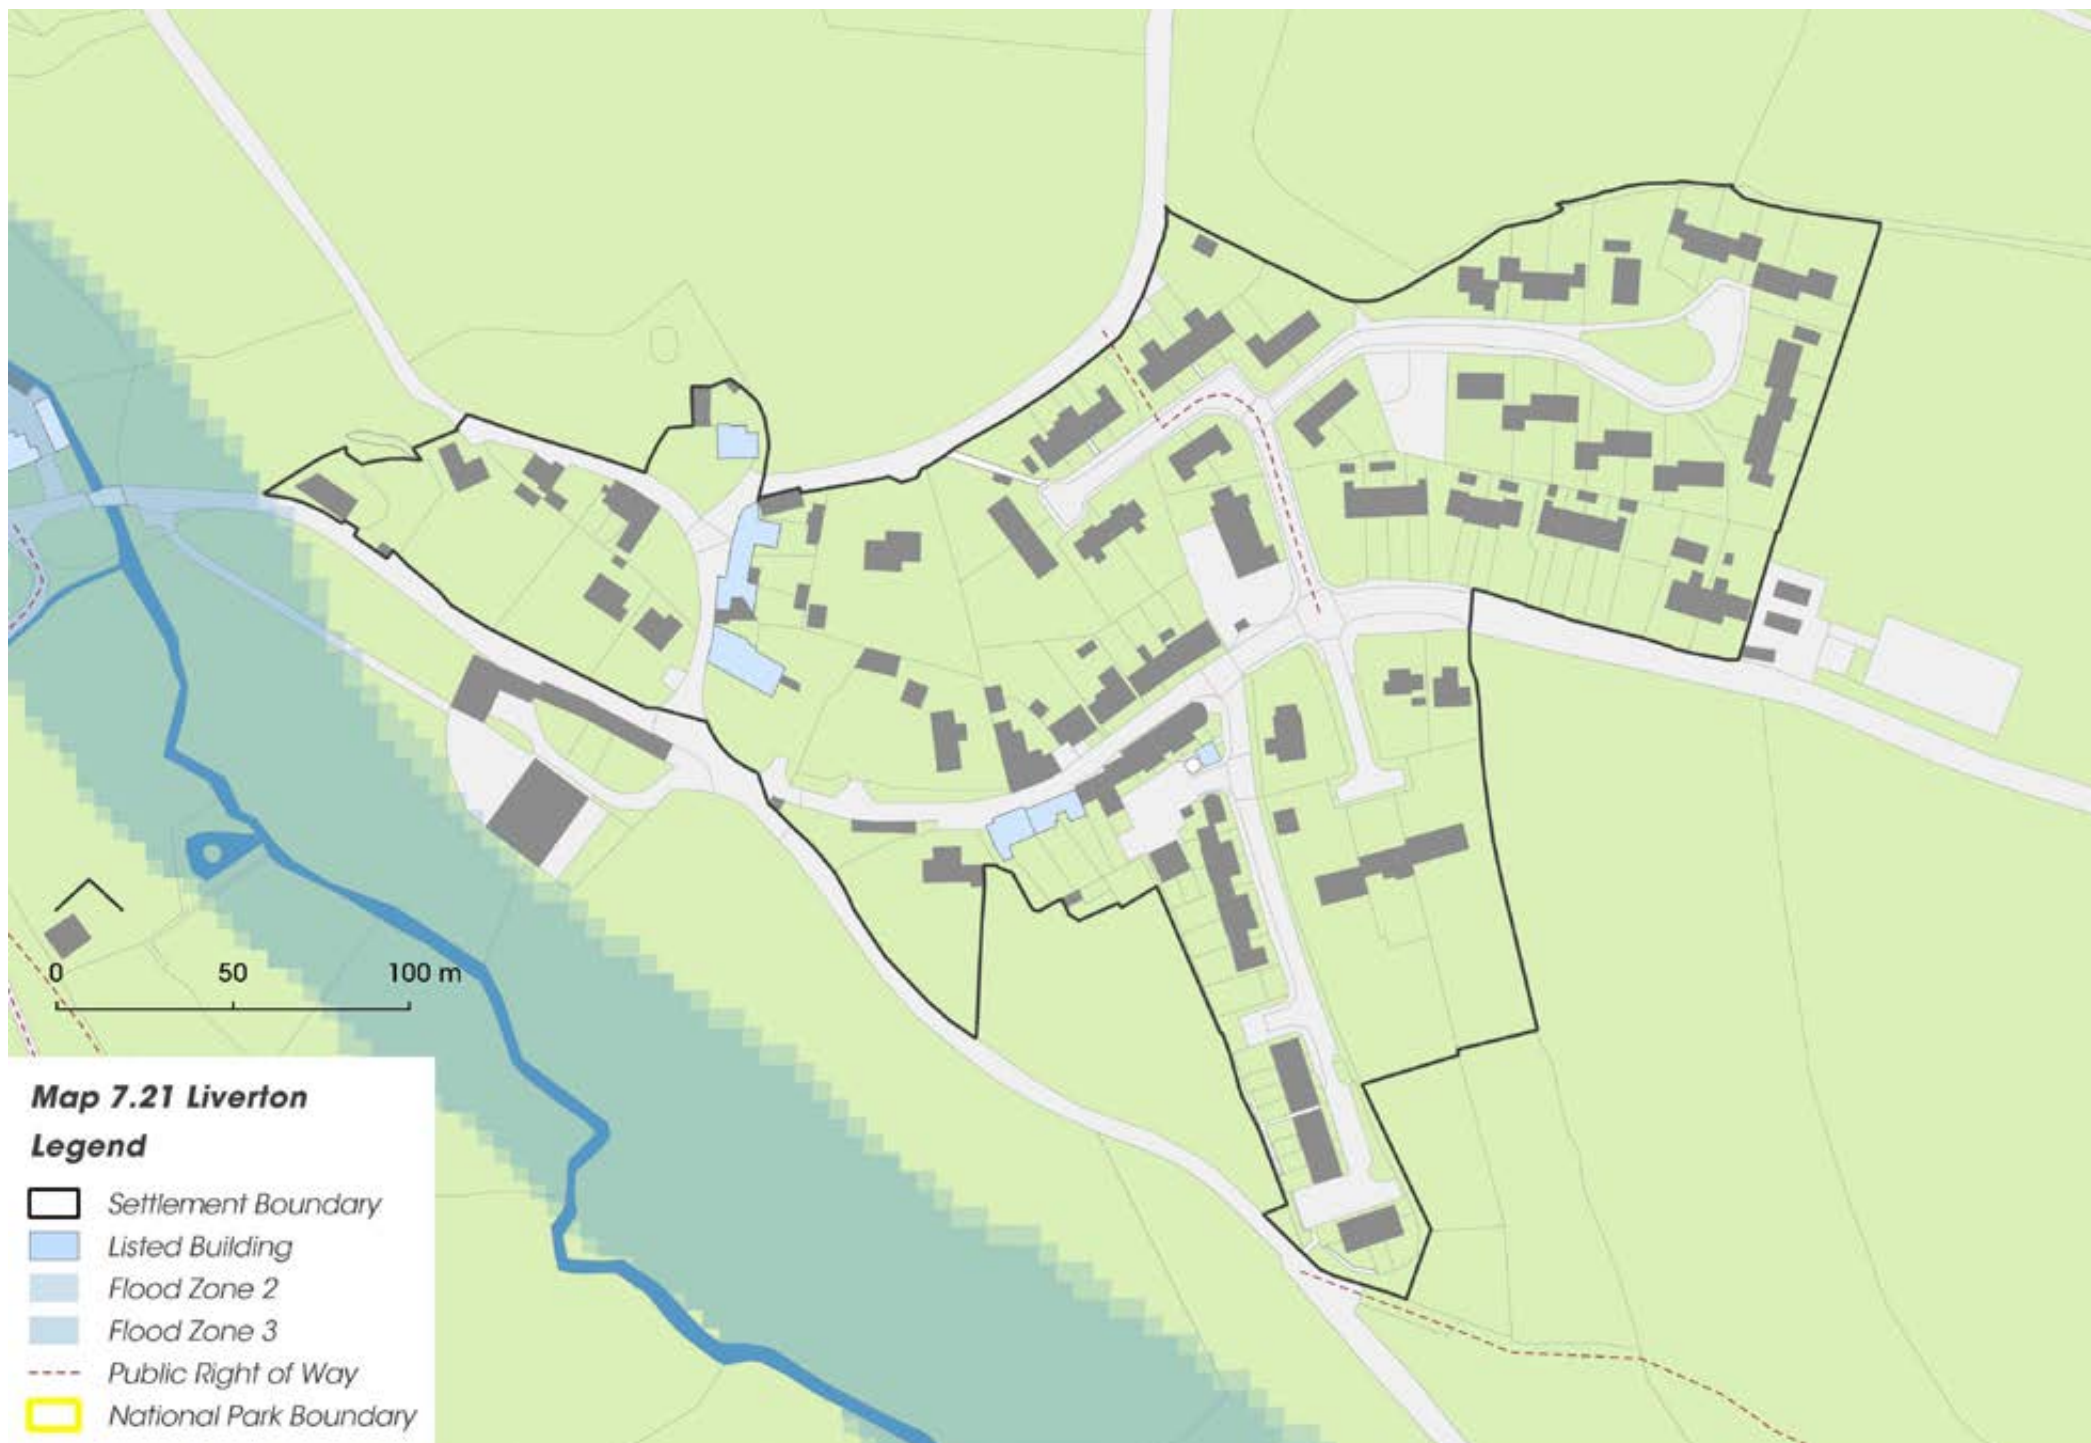 0 50 100 m
Map 7.21 Liverton
Legend
Settlement Boundary
Listed Building
Flood Zone 2
Flood Zone 3
Public Right of Way
National Park Boundary